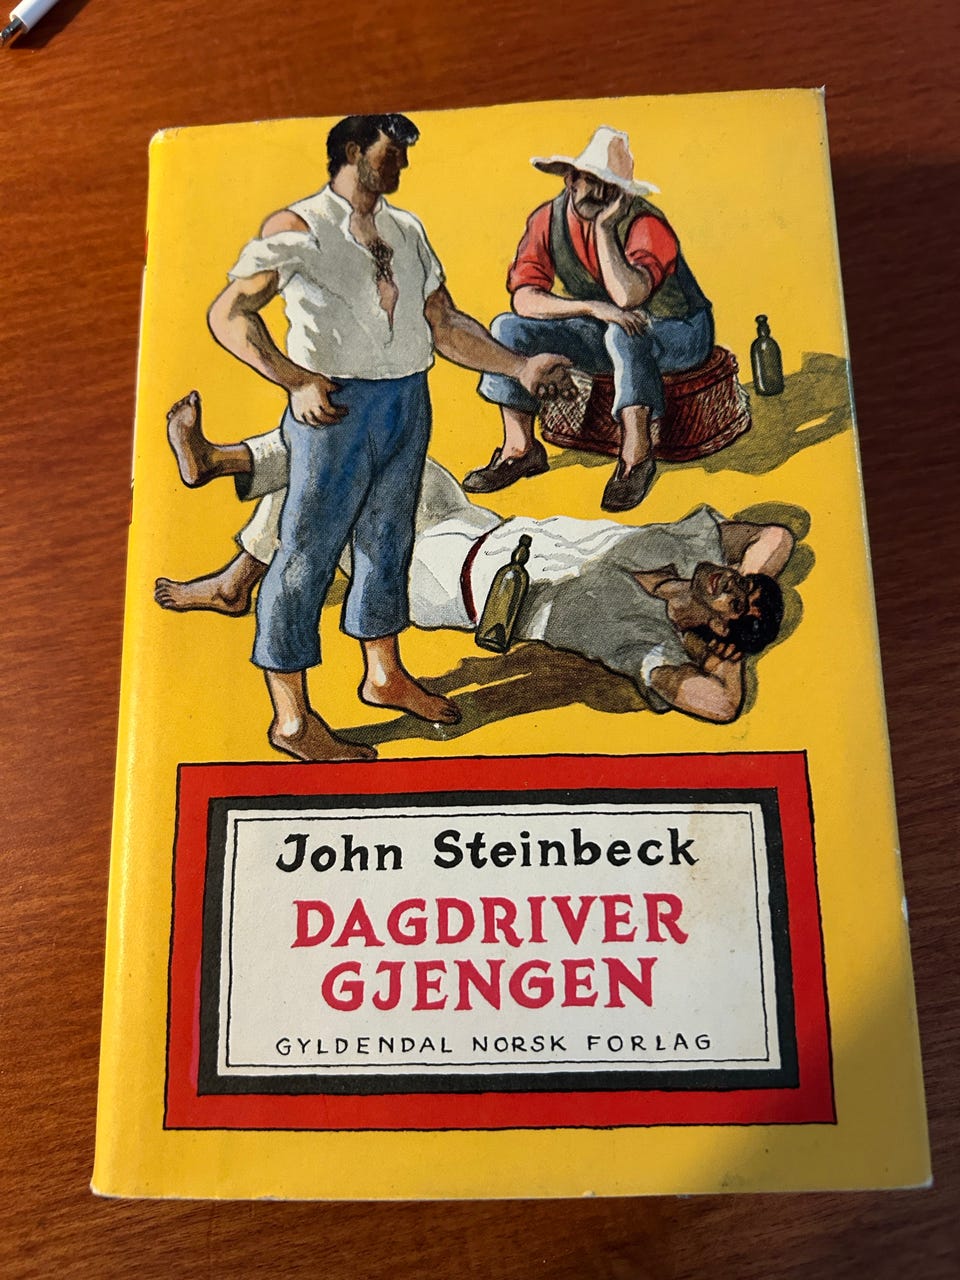 John Steinbeck
DAGDRIVER
GJENGEN
GYLDENDAL NORSK FORLAG